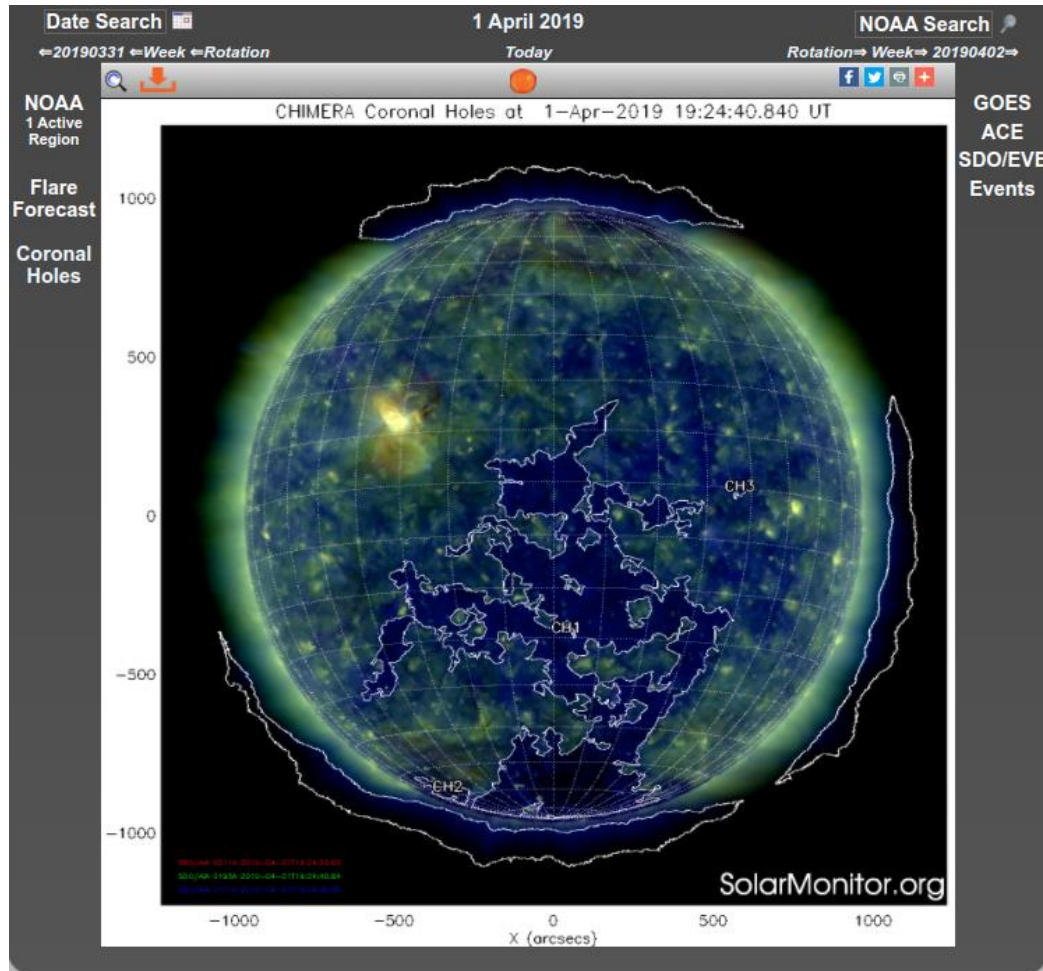 Date Search
1 April 2019
NOAA Search
⇐20190331 ⇐Week ⇐Rotation
Today
Rotation⇒ Week⇒ 20190402⇒
NOAA
1 Active
Region
Flare
Forecast
Coronal
Holes
GOES
ACE
SDO/EVE
Events
CHIMERA Coronal Holes at 1-Apr-2019 19:24:40.840 UT
1000
500
0
-500
-1000
CH3
CH1
CH2
SolarMonitor.org
-1000
-500
0
500
1000
X {arcsecs}